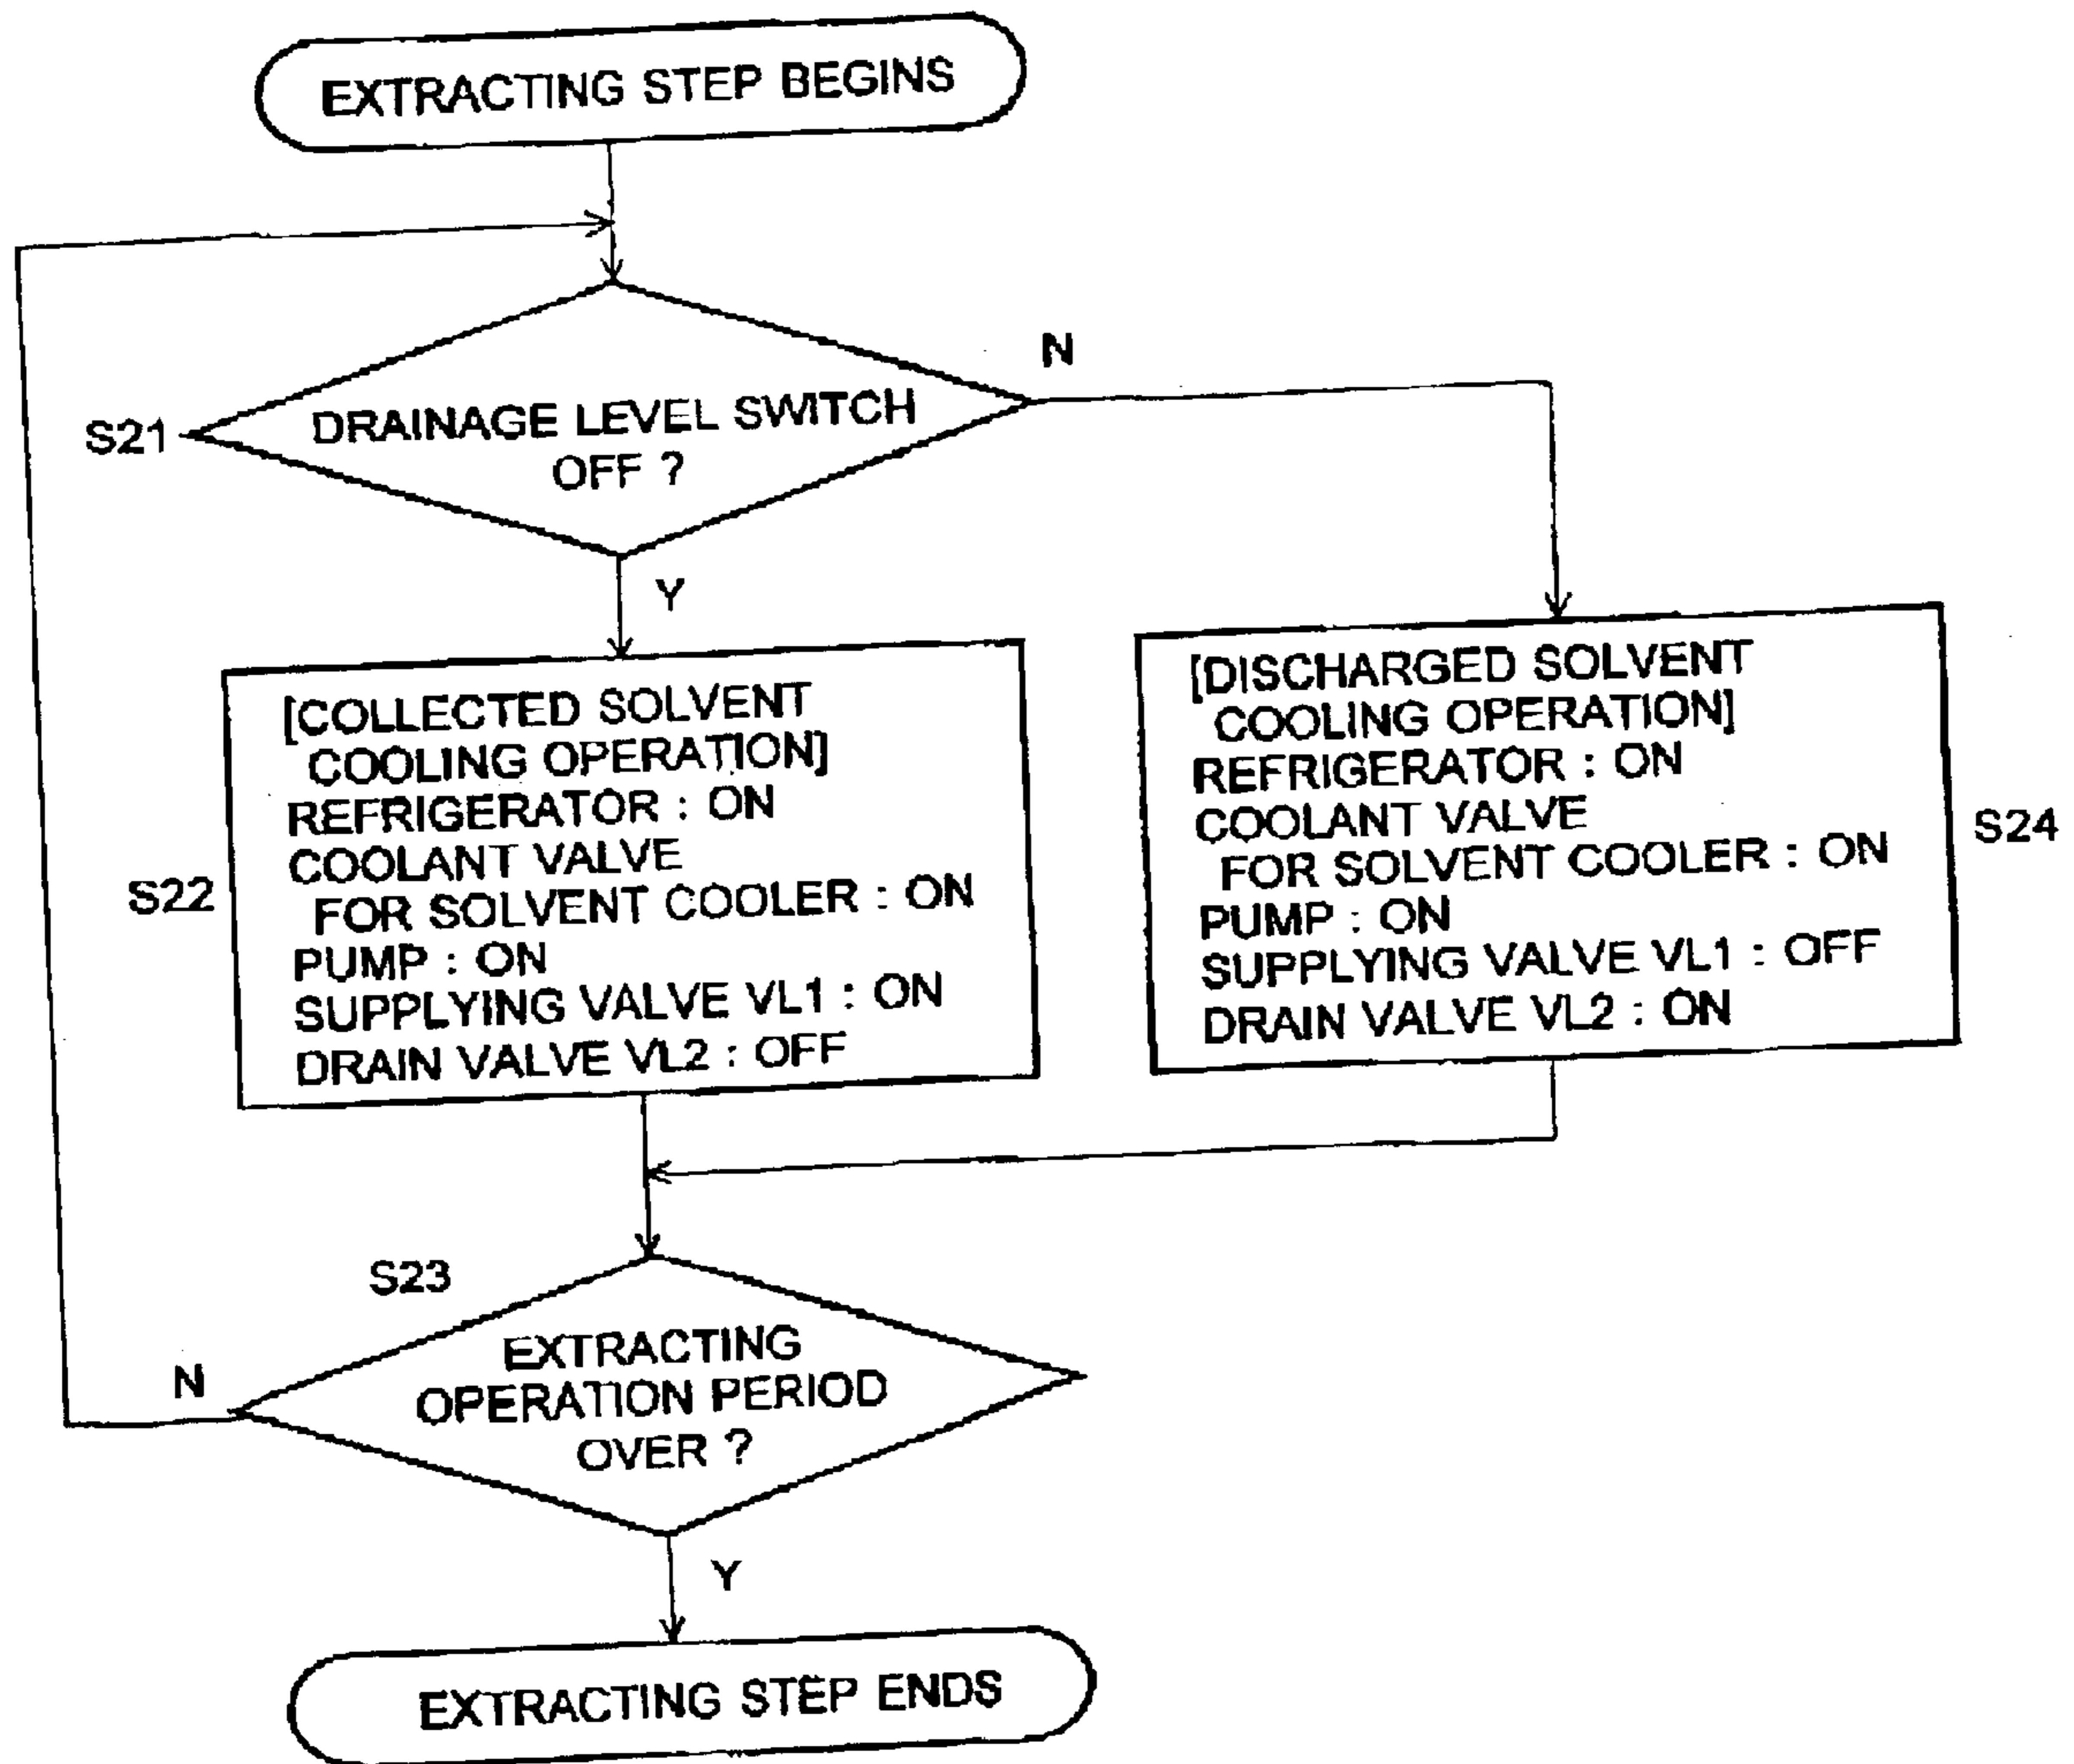 EXTRACTING STEP BEGINS
S21
DRAINAGE LEVEL SWITCH
OFF ?
N
Y
S22
[COLLECTED SOLVENT
COOLING OPERATION]
REFRIGERATOR : ON
COOLANT VALVE
FOR SOLVENT COOLER : ON
PUMP : ON
SUPPLYING VALVE VL1 : ON
DRAIN VALVE VL2 : OFF
[DISCHARGED SOLVENT
COOLING OPERATION]
REFRIGERATOR : ON
COOLANT VALVE
FOR SOLVENT COOLER : ON
PUMP : ON
SUPPLYING VALVE VL1 : OFF
DRAIN VALVE VL2 : ON
S24
S23
EXTRACTING
OPERATION PERIOD
OVER ?
N
Y
EXTRACTING STEP ENDS